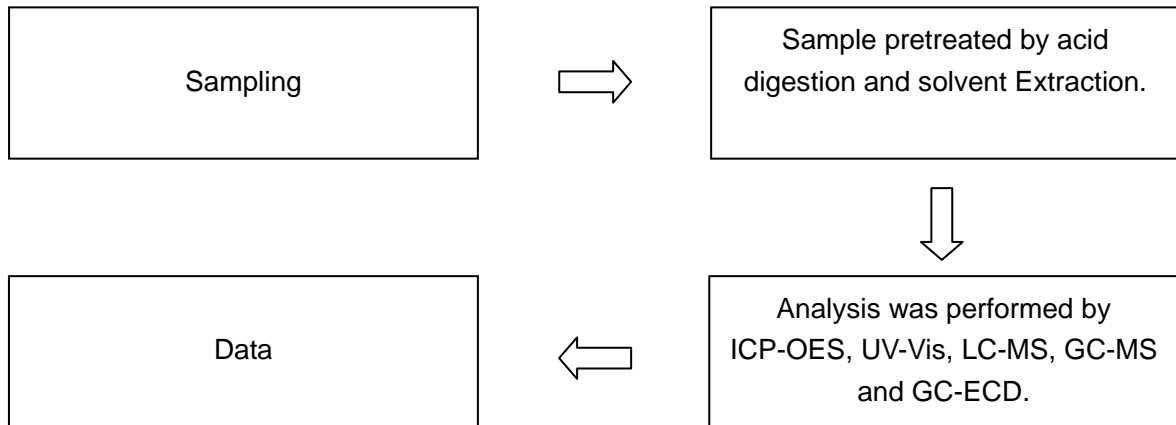 Sampling
Sample pretreated by acid
digestion and solvent Extraction.
Analysis was performed by
ICP-OES, UV-Vis, LC-MS, GC-MS
and GC-ECD.
Data